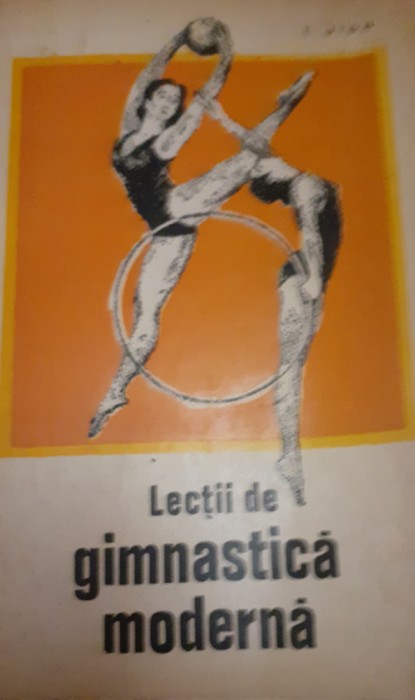 Lecții de
gimnastică
modernă